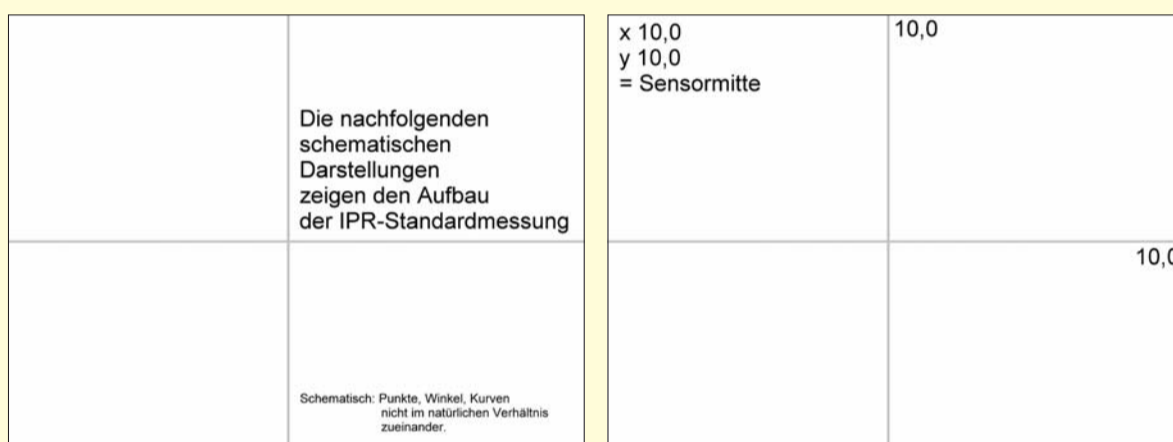 Die nachfolgenden
schematischen
Darstellungen
zeigen den Aufbau
der IPR-Standardmessung
Schematisch: Punkte, Winkel, Kurven
nicht im natürlichen Verhältnis
zueinander.
x 10,0
y 10,0
= Sensormitte
10,0
10,0